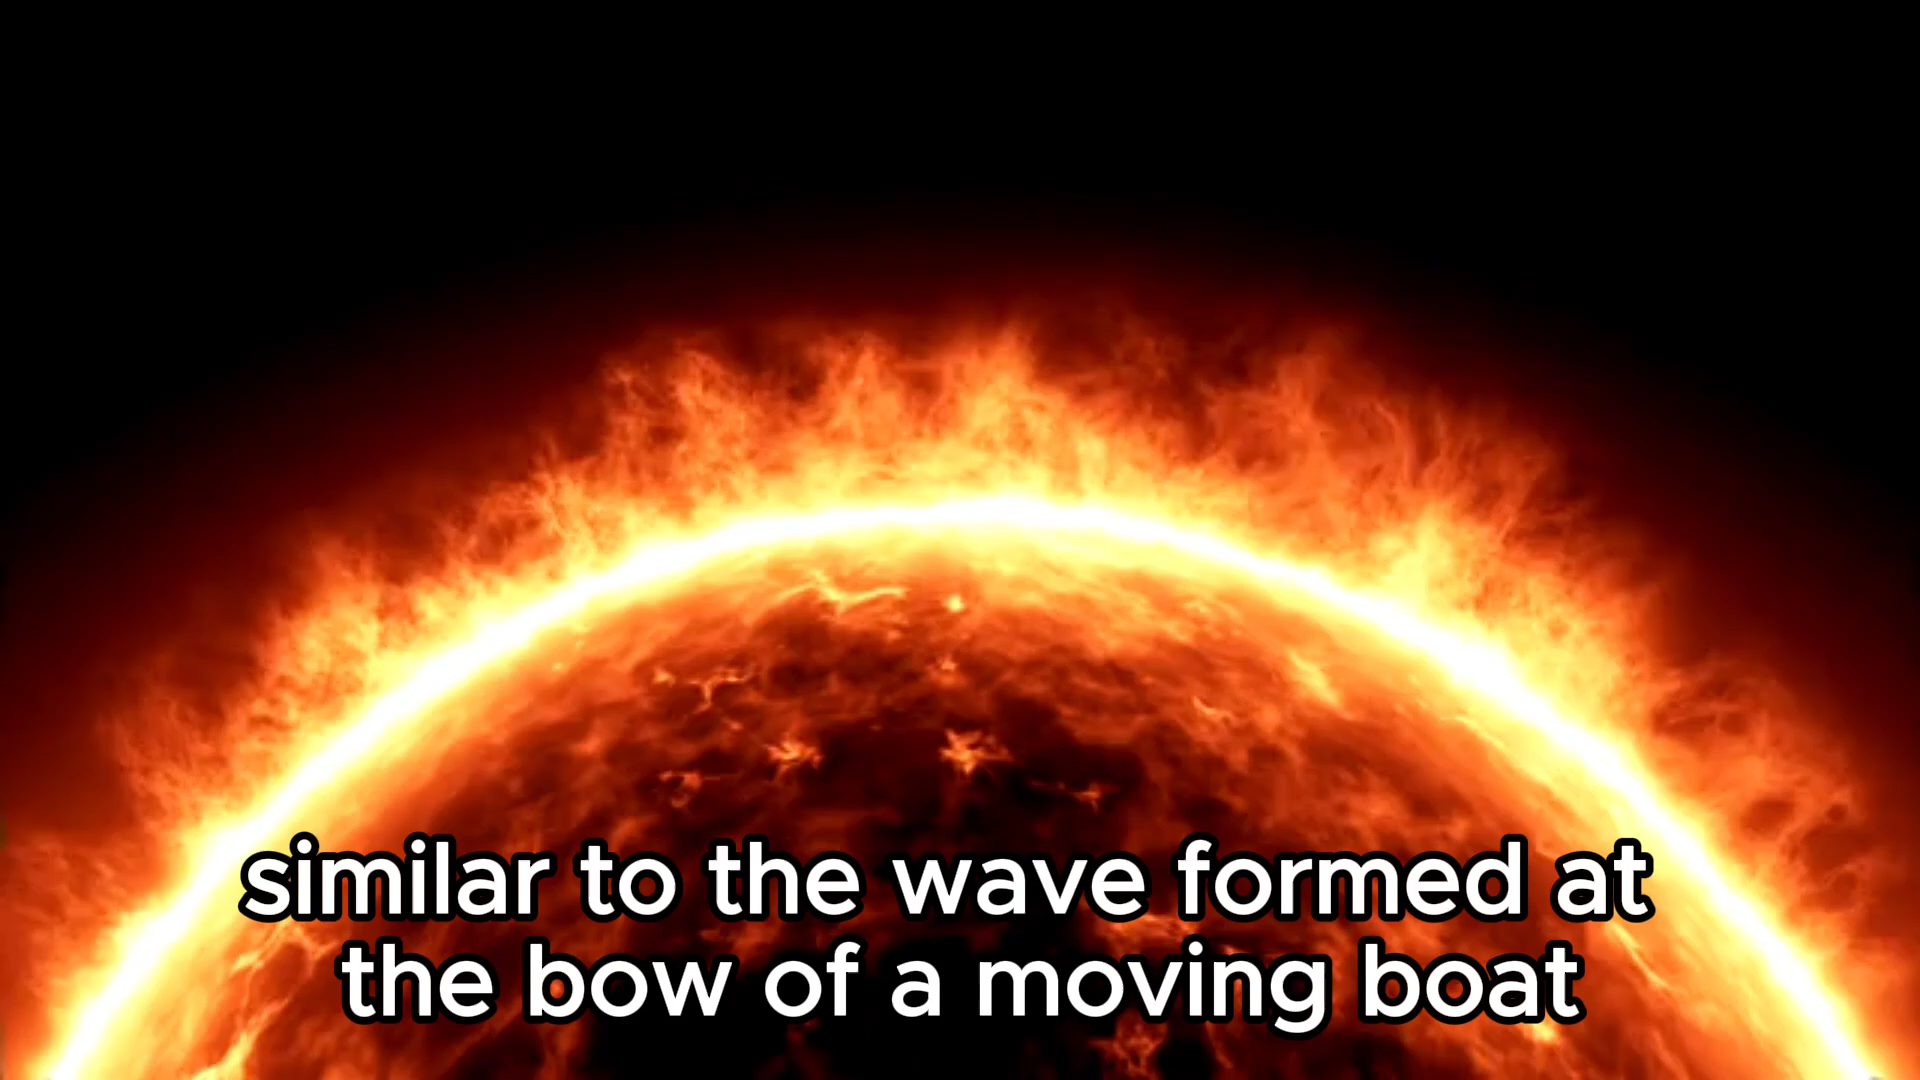 similar to the wave formed at
the bow of a moving boat